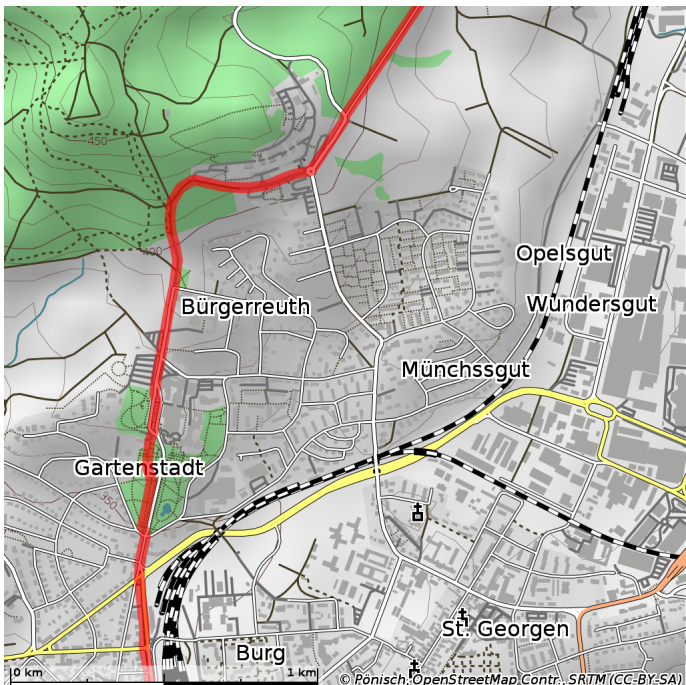 450
Opelsgut
400
Bürgerreuth
Wundersgut
Münchssgut
Gartenstadt
350
St. Georgen
Burg
0 km
1 km
© Pönisch, OpenStreetMap Contr., SRTM (CC-BY-SA)